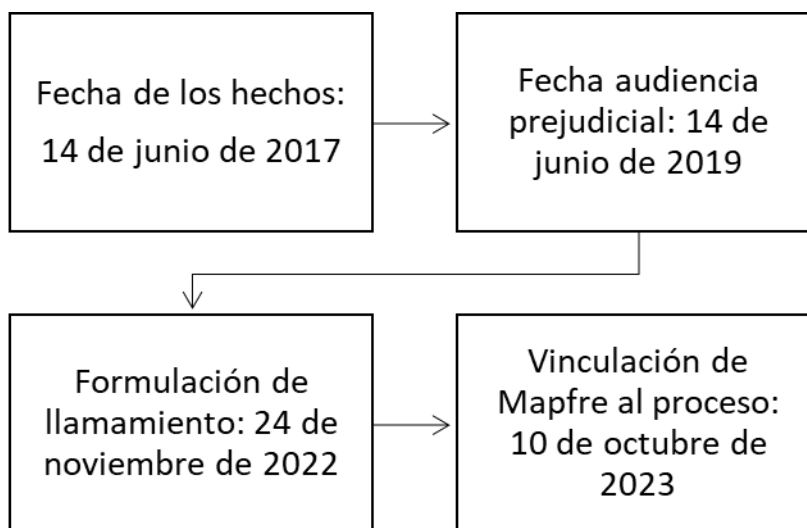 Fecha de los hechos:
14 de junio de 2017
Fecha audiencia
prejudicial: 14 de
junio de 2019
Formulación de
llamamiento: 24 de
noviembre de 2022
Vinculación de
Mapfre al proceso:
10 de octubre de
2023